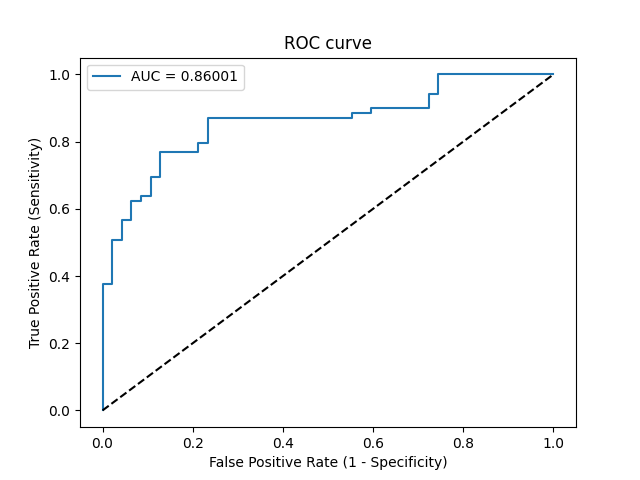 ROC curve
AUC = 0.86001
1.0
0.8
0.6
0.4
0.2
0.0
True Positive Rate (Sensitivity)
0.0 0.2 0.4 0.6 0.8 1.0
False Positive Rate (1 - Specificity)